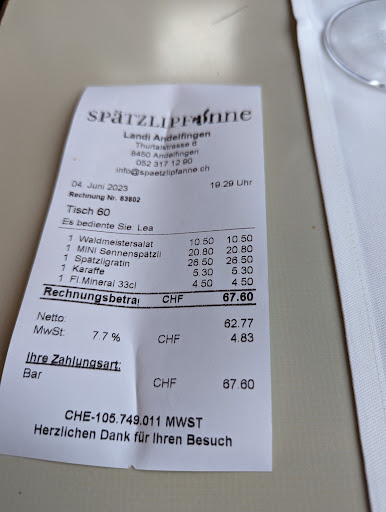 SPÄTZLIPFANNE
Landi Andelfingen
Thurtalstrasse 6
8450 Andelfingen
052 317 12 90
info@spaetzlipfanne.ch
04. Juni 2023 19:29 Uhr
Rechnung Nr. 63802
Tisch 60
Es bediente Sie: Lea
1 Waldmeistersalat 10.50 10.50
1 MINI Sennenspätzli 20.80 20.80
1 Spätzligratin 26.50 26.50
1 Karaffe 5.30 5.30
1 Fl.Mineral 33cl 4.50 4.50
Rechnungsbetrag CHF 67.60
Netto: 62.77
MwSt: 7.7 % CHF 4.83
Ihre Zahlungsart:
Bar CHF 67.60
CHE-105.749.011 MWST
Herzlichen Dank für Ihren Besuch